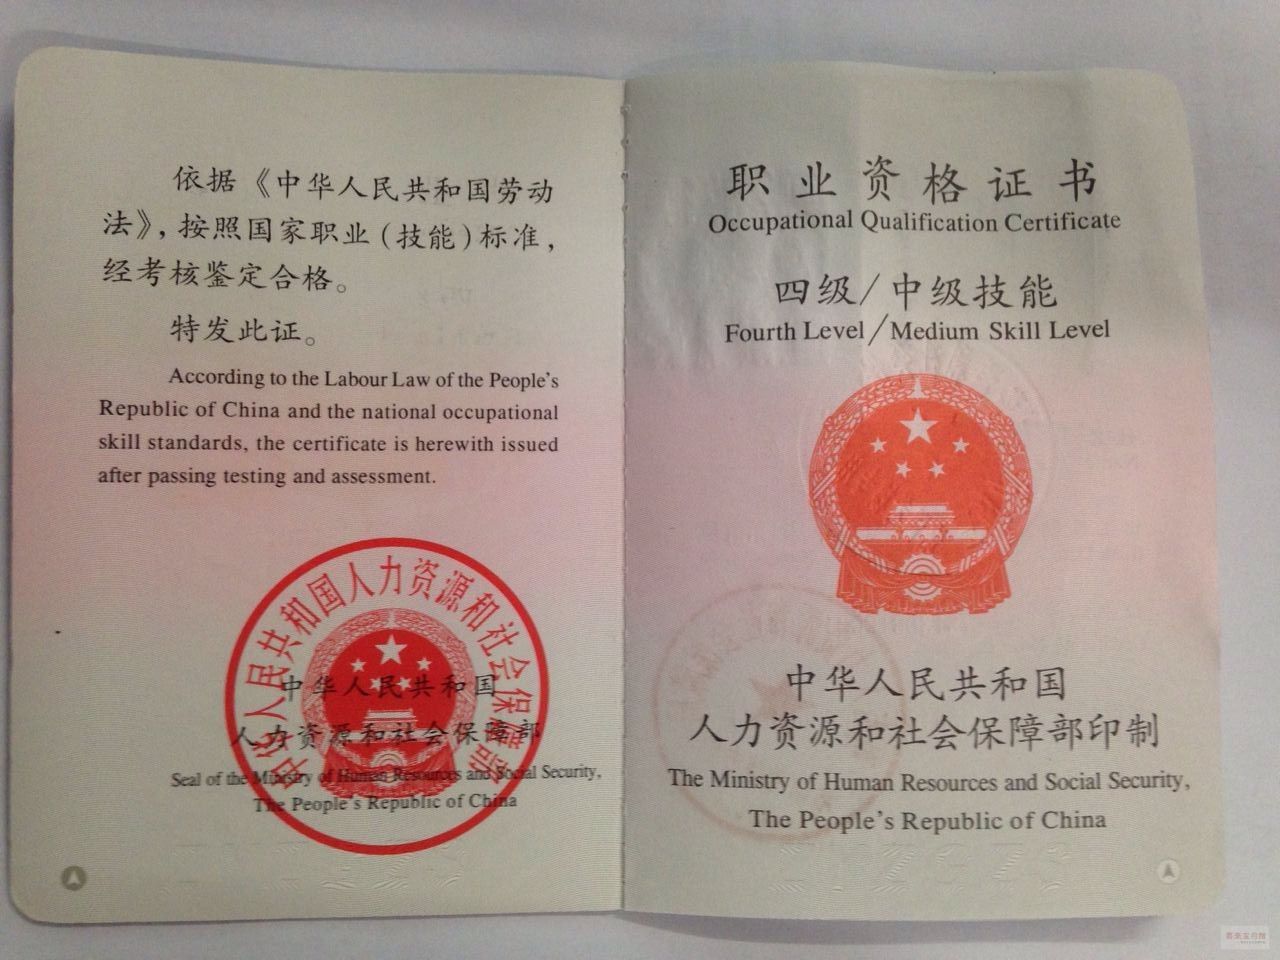 依据《中华人民共和国劳动
法》,按照国家职业(技能)标准,
经考核鉴定合格。
特发此证。
According to the Labour Law of the People's
Republic of China and the national occupational
skill standards, the certificate is herewith issued
after passing testing and assessment.
中华人民共和国人力资源和社会保障部
中华人民共和国
人力资源和社会保障部
Seal of the Ministry of Human Resources and Social Security,
The People's Republic of China
职业资格证书
Occupational Qualification Certificate
四级/中级技能
Fourth Level/Medium Skill Level
中华人民共和国
人力资源和社会保障部印制
The Ministry of Human Resources and Social Security,
The People's Republic of China